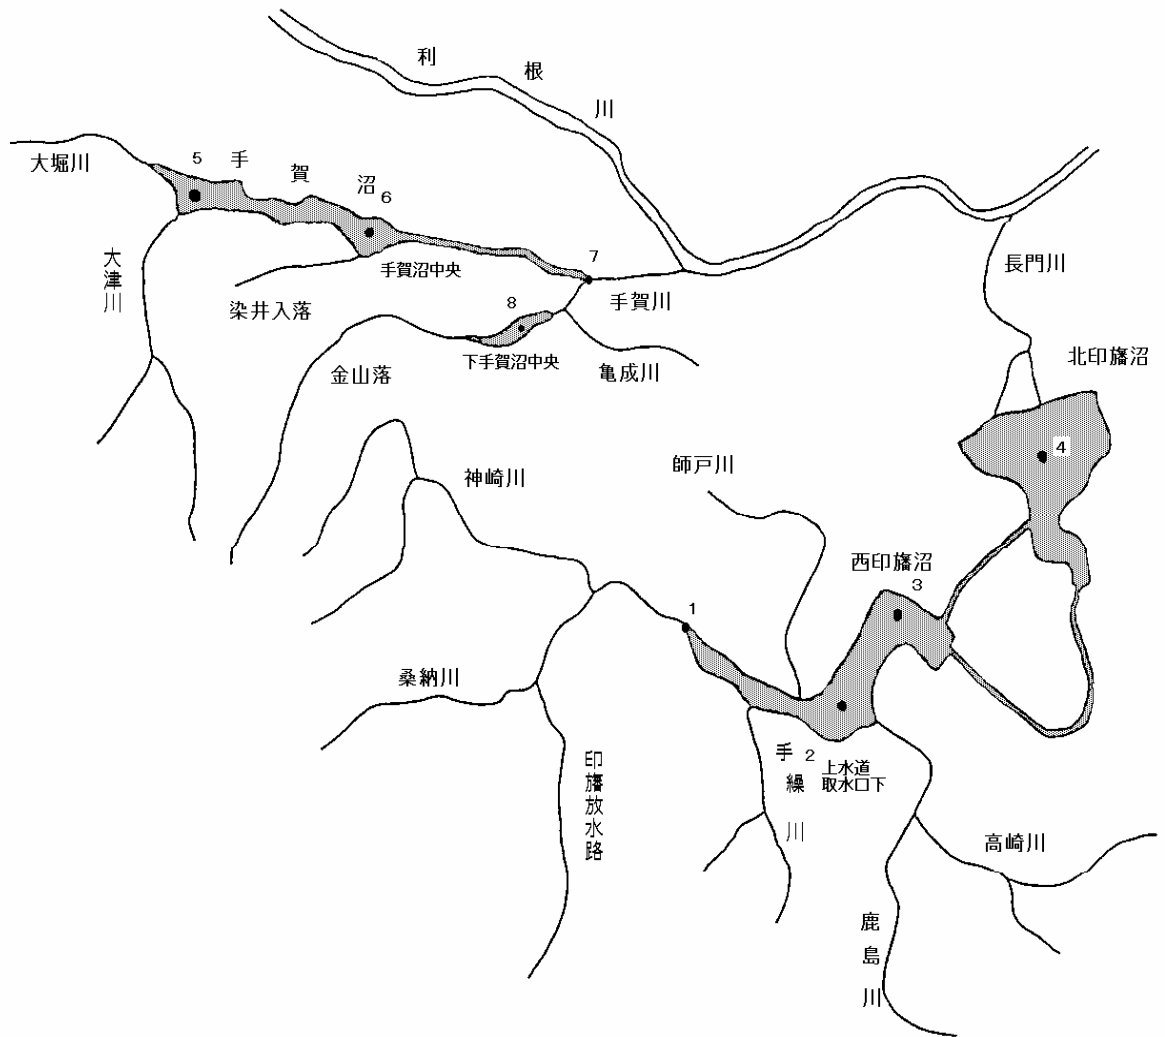 利根川
大堀川
5
手賀沼
6
手賀沼中央
大津川
染井入落
7
手賀川
8
下手賀沼中央
金山落
亀成川
長門川
北印旛沼
4
神崎川
師戸川
西印旛沼
3
1
桑納川
印旛放水路
手繰川
2
上水道
取水口下
高崎川
鹿島川